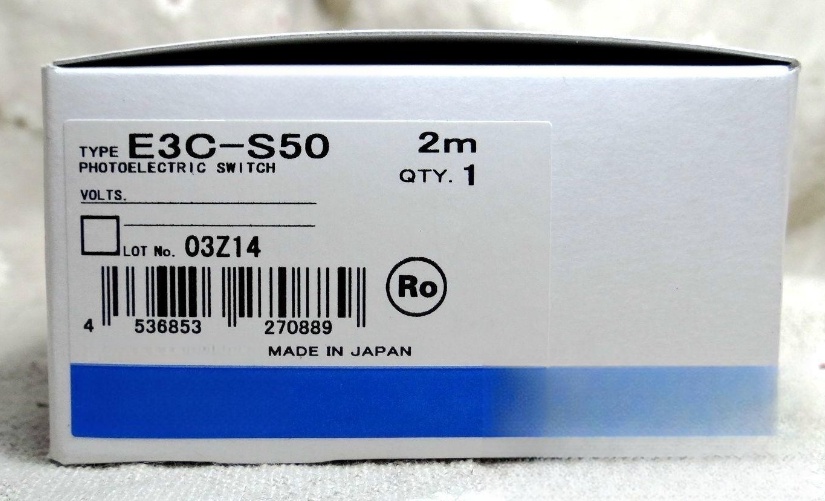 TYPE E3C-S50 2m
PHOTOELECTRIC SWITCH QTY. 1
VOLTS.
LOT No. 03Z14
Ro
4 536853 270889
MADE IN JAPAN